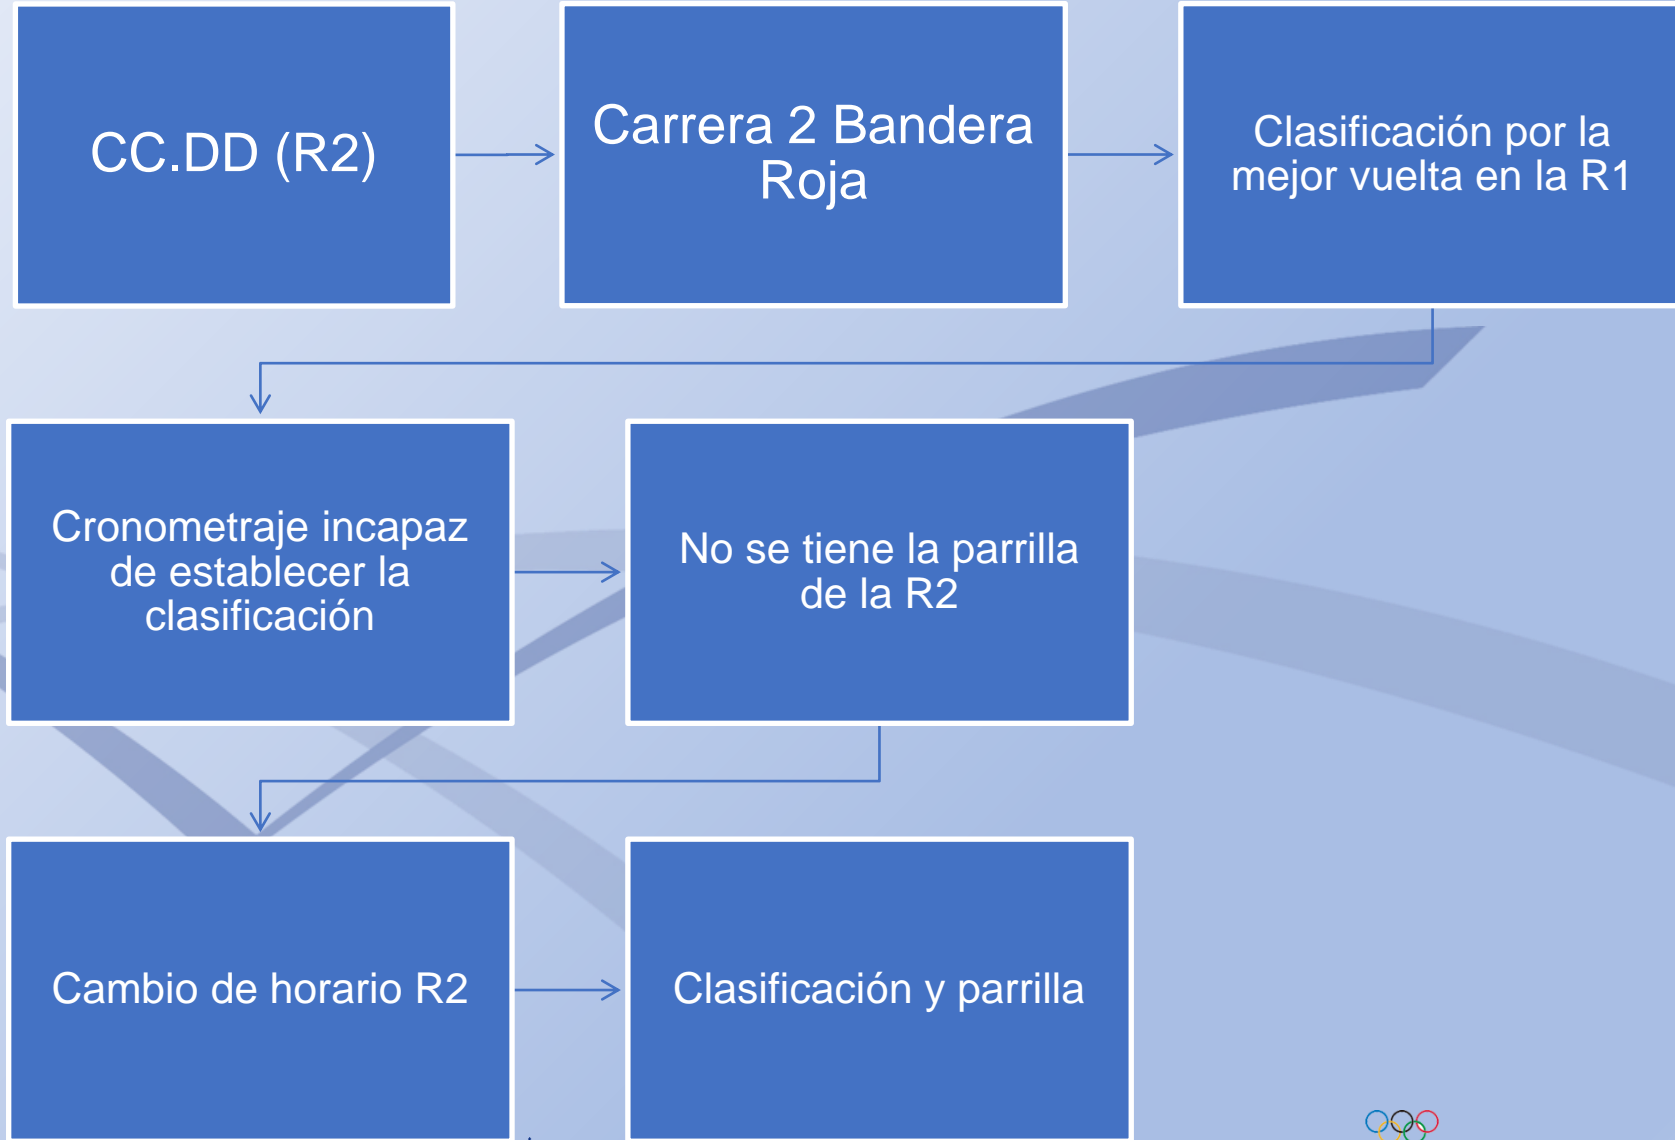 CC.DD (R2)
Carrera 2 Bandera
Roja
Clasificación por la
mejor vuelta en la R1
Cronometraje incapaz
de establecer la
clasificación
No se tiene la parrilla
de la R2
Cambio de horario R2
Clasificación y parrilla